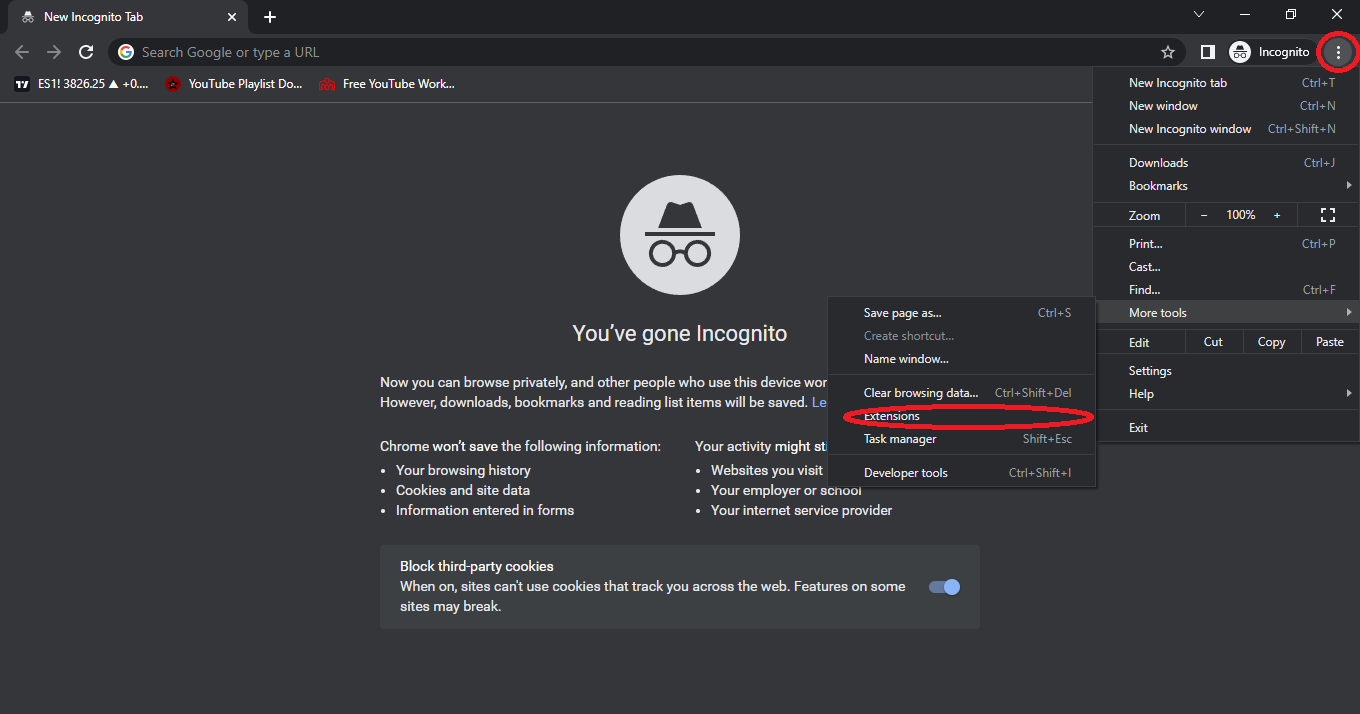 New Incognito Tab
Search Google or type a URL
Incognito
ES1! 3826.25 ▲ +0....
YouTube Playlist Do...
Free YouTube Work...
New Incognito tab Ctrl+T
New window Ctrl+N
New Incognito window Ctrl+Shift+N
Downloads Ctrl+J
Bookmarks
Zoom − 100% +
Print... Ctrl+P
Cast...
Find... Ctrl+F
More tools
Edit Cut Copy Paste
Settings
Help
Exit
Save page as... Ctrl+S
Create shortcut...
Name window...
Clear browsing data... Ctrl+Shift+Del
Extensions
Task manager Shift+Esc
Developer tools Ctrl+Shift+I
You’ve gone Incognito
Now you can browse privately, and other people who use this device
However, downloads, bookmarks and reading list items will be saved.
Chrome won’t save the following information:
• Your browsing history
• Cookies and site data
• Information entered in forms
Your activity might
• Websites you visit
• Your employer or school
• Your internet service provider
Block third-party cookies
When on, sites can't use cookies that track you across the web. Features on some
sites may break.